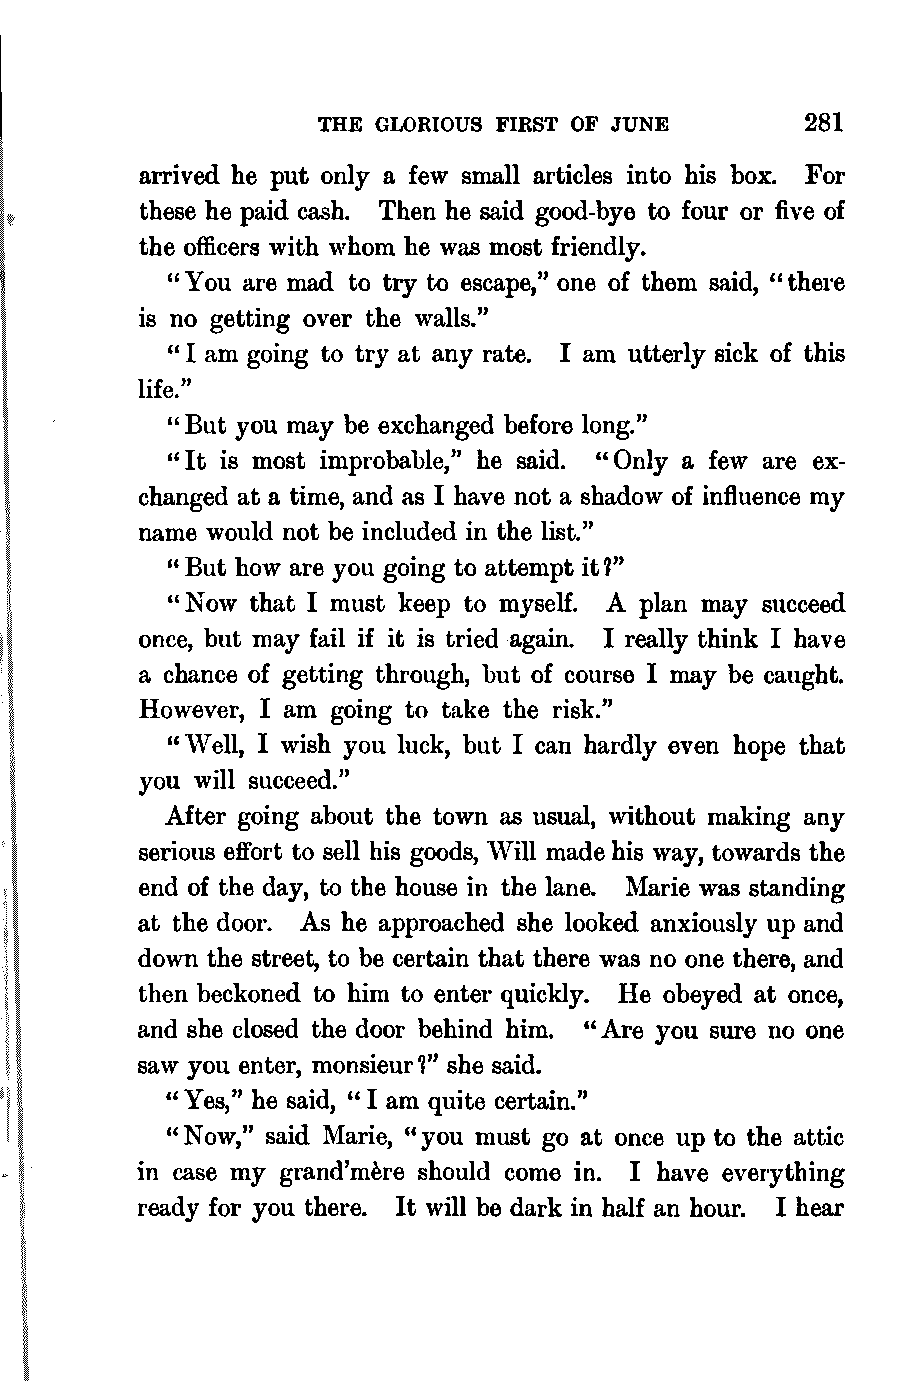 THE GLORIOUS FIRST OF JUNE 281
arrived he put only a few small articles into his box. For
these he paid cash. Then he said good-bye to four or five of
the officers with whom he was most friendly.
“You are mad to try to escape,” one of them said, “there
is no getting over the walls.”
“I am going to try at any rate. I am utterly sick of this
life.”
“But you may be exchanged before long.”
“It is most improbable,” he said. “Only a few are ex-
changed at a time, and as I have not a shadow of influence my
name would not be included in the list.”
“But how are you going to attempt it?”
“Now that I must keep to myself. A plan may succeed
once, but may fail if it is tried again. I really think I have
a chance of getting through, but of course I may be caught.
However, I am going to take the risk.”
“Well, I wish you luck, but I can hardly even hope that
you will succeed.”
After going about the town as usual, without making any
serious effort to sell his goods, Will made his way, towards the
end of the day, to the house in the lane. Marie was standing
at the door. As he approached she looked anxiously up and
down the street, to be certain that there was no one there, and
then beckoned to him to enter quickly. He obeyed at once,
and she closed the door behind him. “Are you sure no one
saw you enter, monsieur?” she said.
“Yes,” he said, “I am quite certain.”
“Now,” said Marie, “you must go at once up to the attic
in case my grand’mère should come in. I have everything
ready for you there. It will be dark in half an hour. I hear